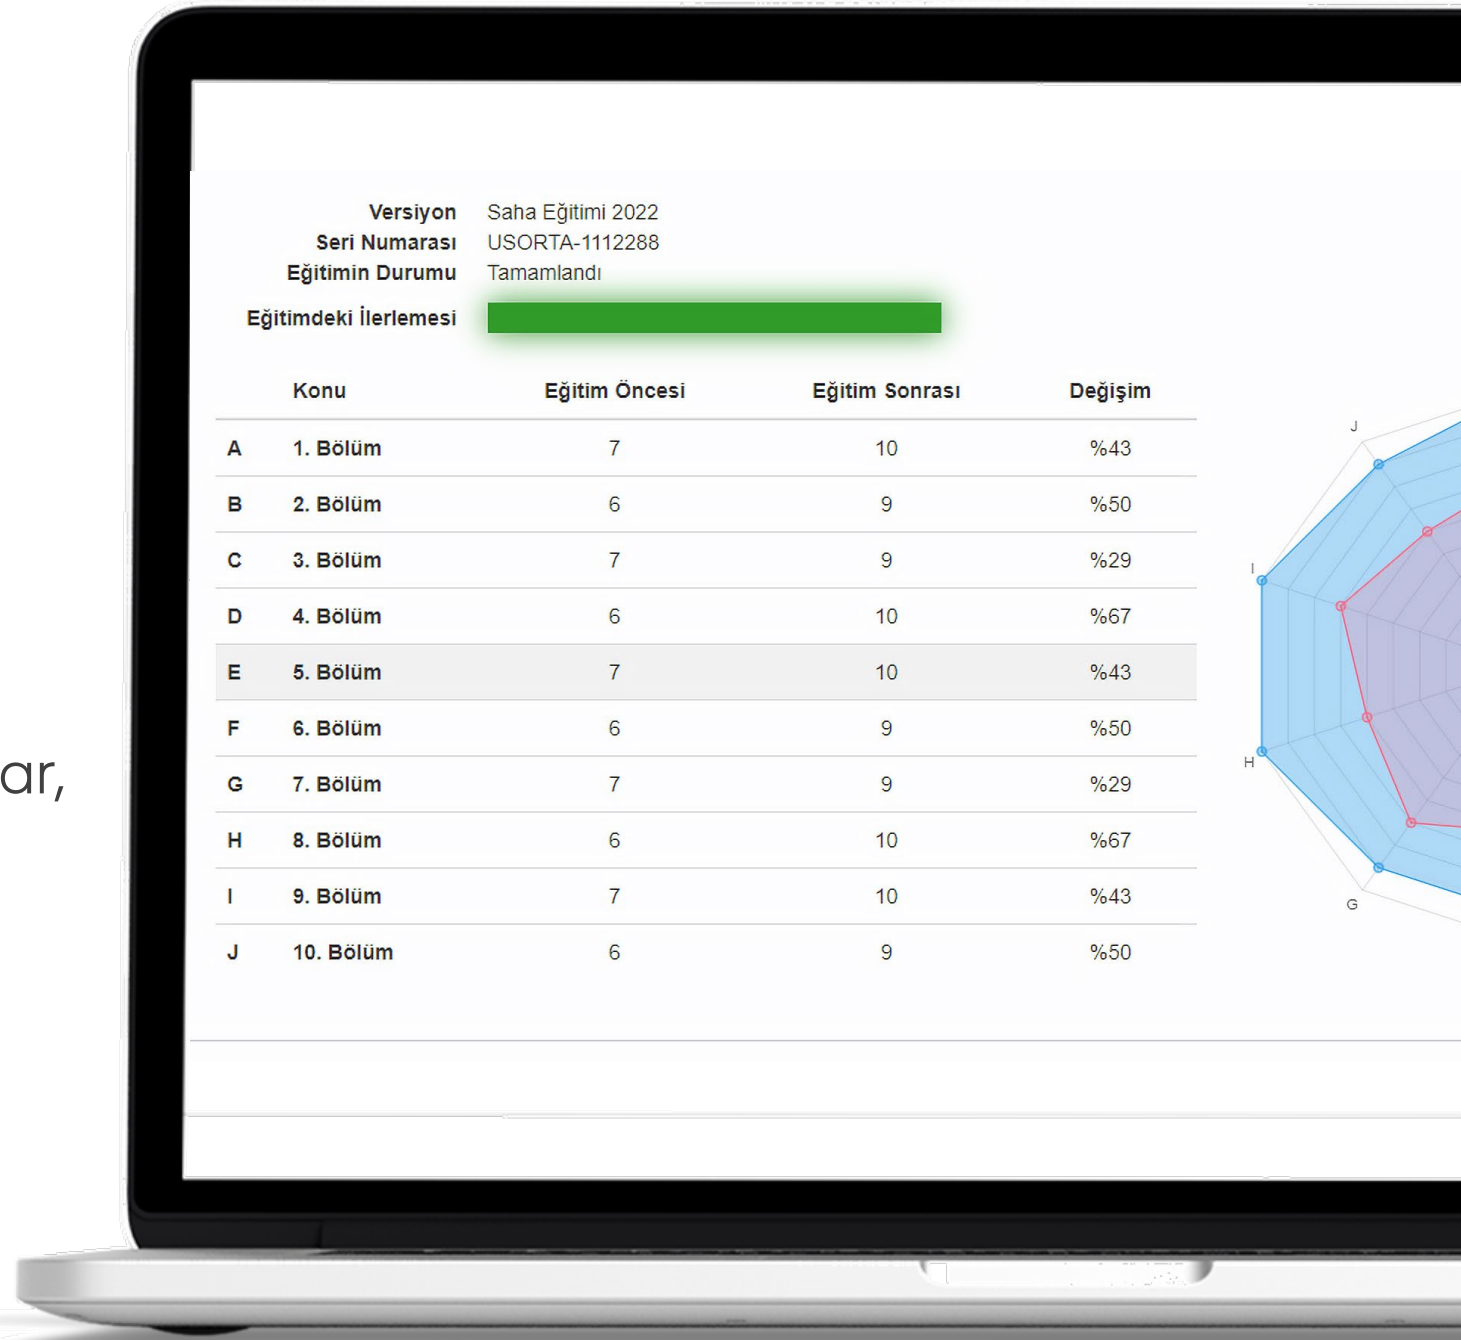 Versiyon Saha Eğitimi 2022
Seri Numarası USORTA-1112288
Eğitimin Durumu Tamamlandı
Eğitimdeki İlerlemesi
Konu Eğitim Öncesi Eğitim Sonrası Değişim
A 1. Bölüm 7 10 %43
B 2. Bölüm 6 9 %50
C 3. Bölüm 7 9 %29
D 4. Bölüm 6 10 %67
E 5. Bölüm 7 10 %43
F 6. Bölüm 6 9 %50
G 7. Bölüm 7 9 %29
H 8. Bölüm 6 10 %67
I 9. Bölüm 7 10 %43
J 10. Bölüm 6 9 %50
J
I
H
G
ar,